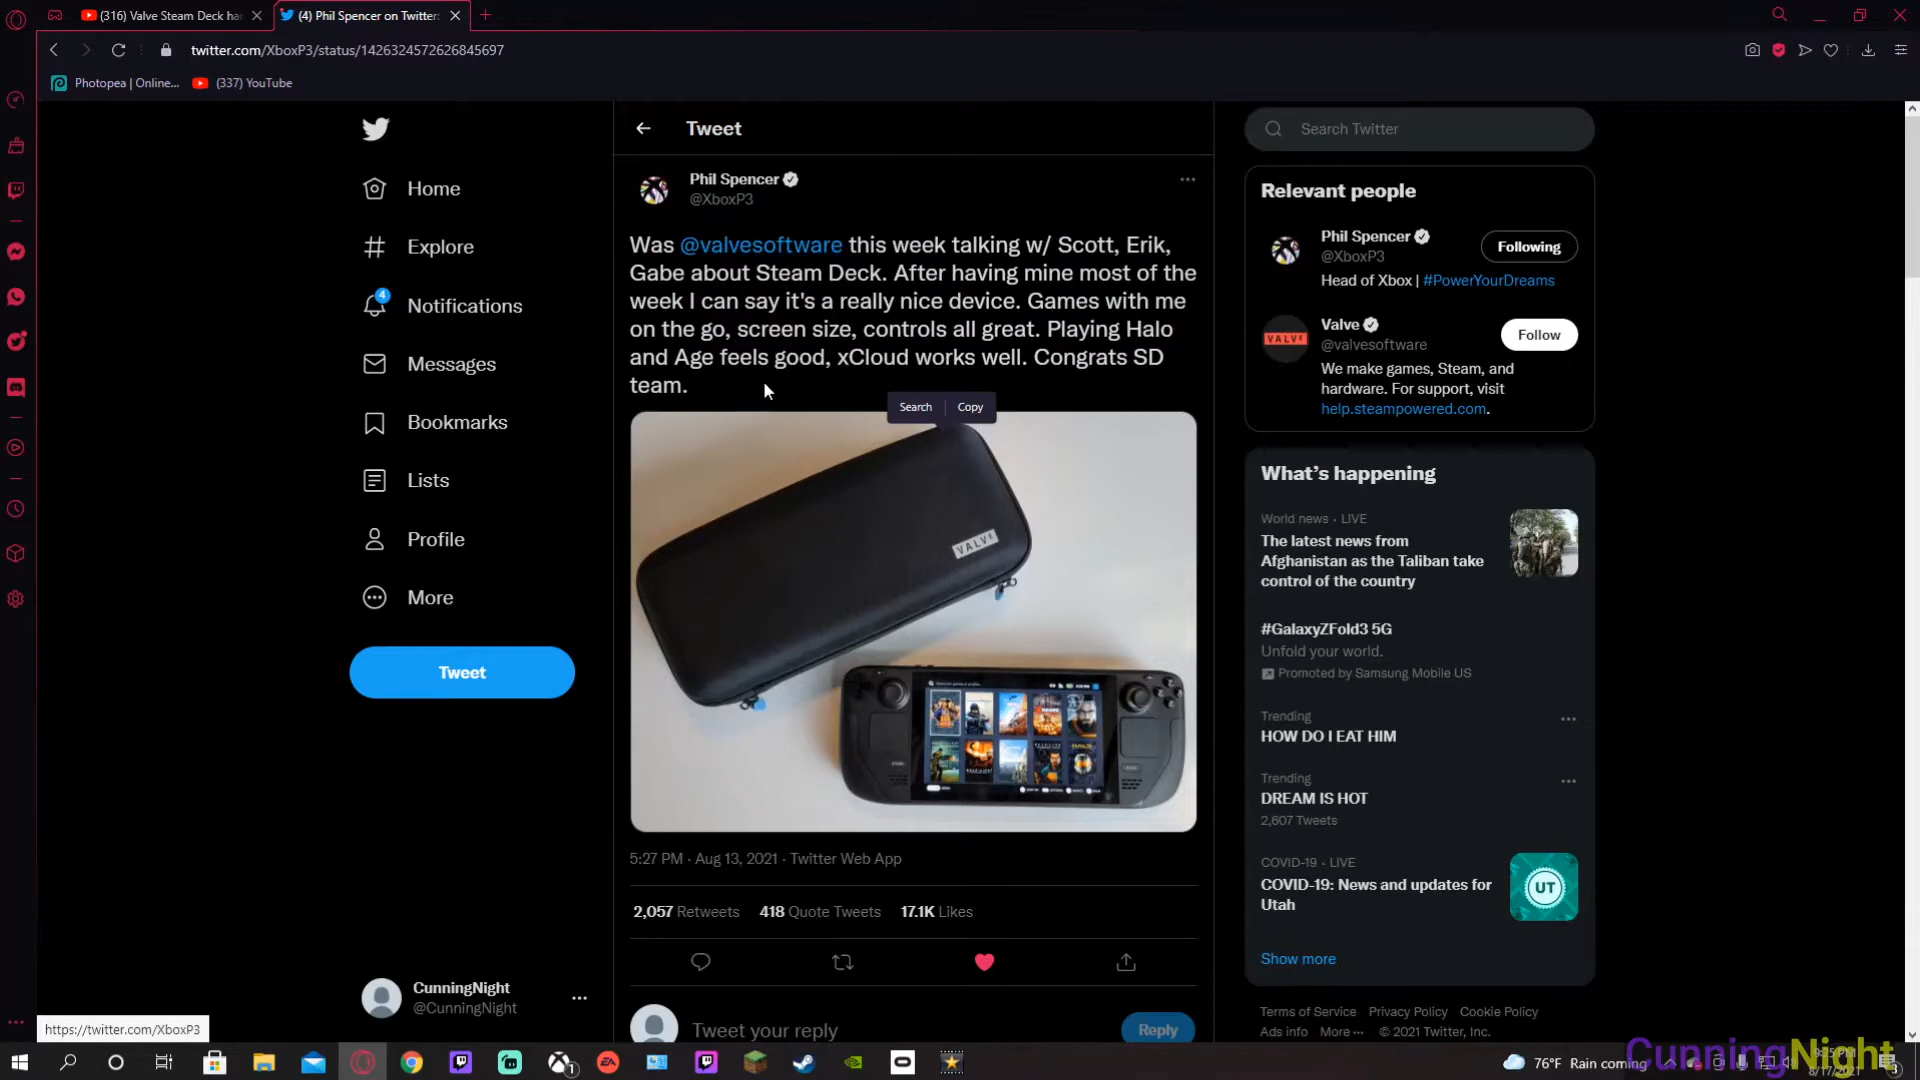 (316) Valve Steam Deck ha
(4) Phil Spencer on Twitter:
twitter.com/XboxP3/status/1426324572626845697
Photopea | Online...
(337) YouTube
Home
Explore
4
Notifications
Messages
Bookmarks
Lists
Profile
More
Tweet
CunningNight
@CunningNight
https://twitter.com/XboxP3
Tweet
Phil Spencer
@XboxP3
Was @valvesoftware this week talking w/ Scott, Erik,
Gabe about Steam Deck. After having mine most of the
week I can say it's a really nice device. Games with me
on the go, screen size, controls all great. Playing Halo
and Age feels good, xCloud works well. Congrats SD
team.
Search
Copy
VALVE
5:27 PM · Aug 13, 2021 · Twitter Web App
2,057 Retweets 418 Quote Tweets 17.1K Likes
Tweet your reply
Reply
Search Twitter
Relevant people
Phil Spencer
@XboxP3
Following
Head of Xbox | #PowerYourDreams
VALVE
Valve
@valvesoftware
Follow
We make games, Steam, and
hardware. For support, visit
help.steampowered.com.
What's happening
World news · LIVE
The latest news from
Afghanistan as the Taliban take
control of the country
#GalaxyZFold3 5G
Unfold your world.
Promoted by Samsung Mobile US
Trending
HOW DO I EAT HIM
Trending
DREAM IS HOT
2,607 Tweets
COVID-19 · LIVE
COVID-19: News and updates for
Utah
UT
Show more
Terms of Service Privacy Policy Cookie Policy
Ads info More ··· © 2021 Twitter, Inc.
76°F Rain coming
8/17/2021
CunningNight